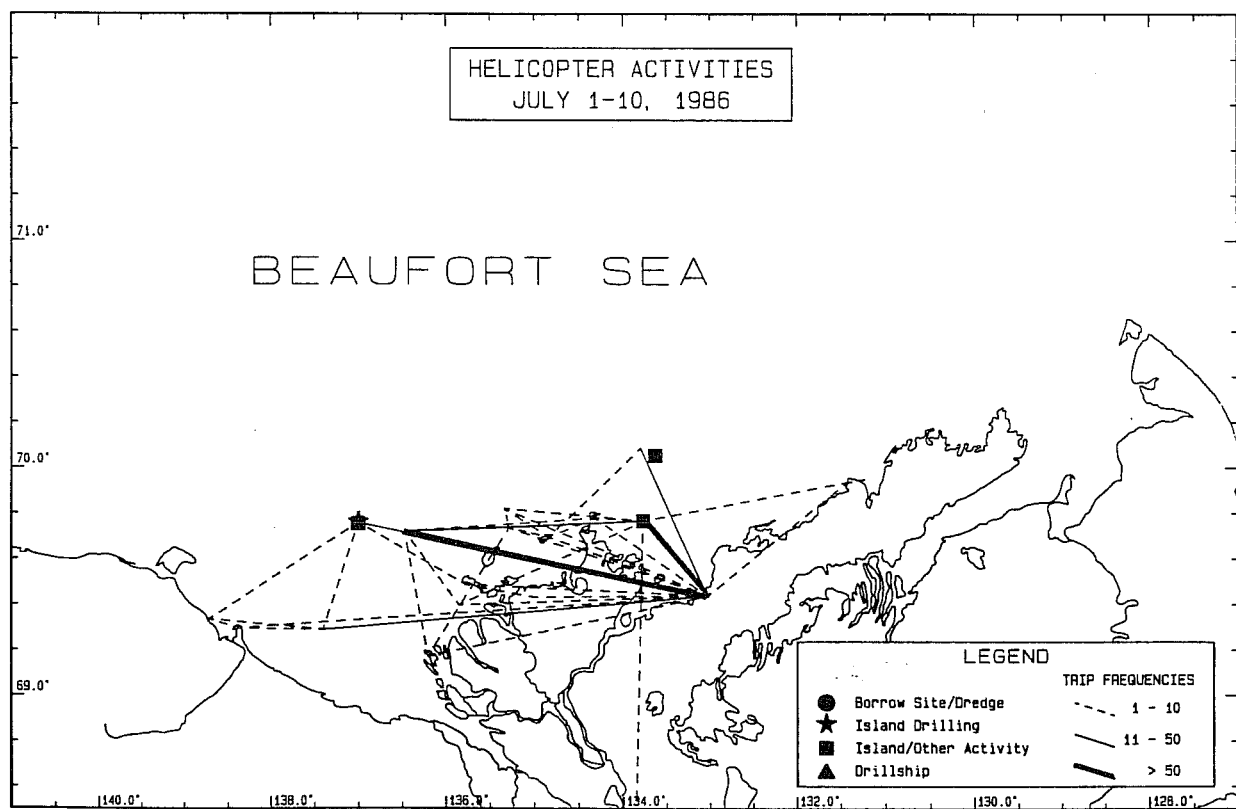 HELICOPTER ACTIVITIES
JULY 1-10, 1986
71.0°
BEAUFORT SEA
70.0°
69.0°
LEGEND
TRIP FREQUENCIES
Borrow Site/Dredge
1 - 10
Island Drilling
11 - 50
Island/Other Activity
> 50
Drillship
140.0° 138.0° 136.0° 134.0° 132.0° 130.0° 128.0°